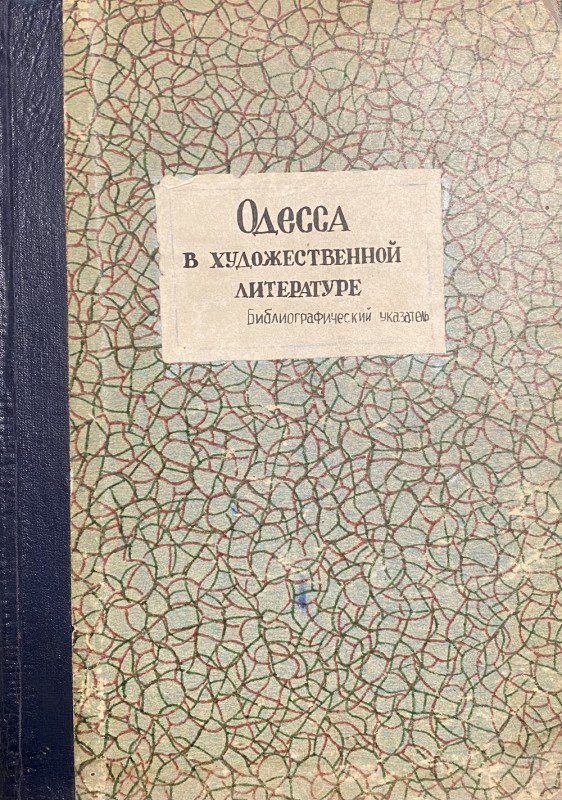 Одесса
в художественной
литературе
Библиографический указатель